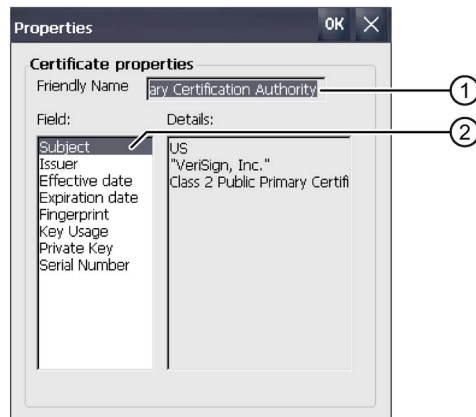 Properties OK
Certificate properties
Friendly Name ary Certification Authority
1
Field: Details:
2
Subject US
Issuer "VeriSign, Inc."
Effective date Class 2 Public Primary Certifi
Expiration date
Fingerprint
Key Usage
Private Key
Serial Number